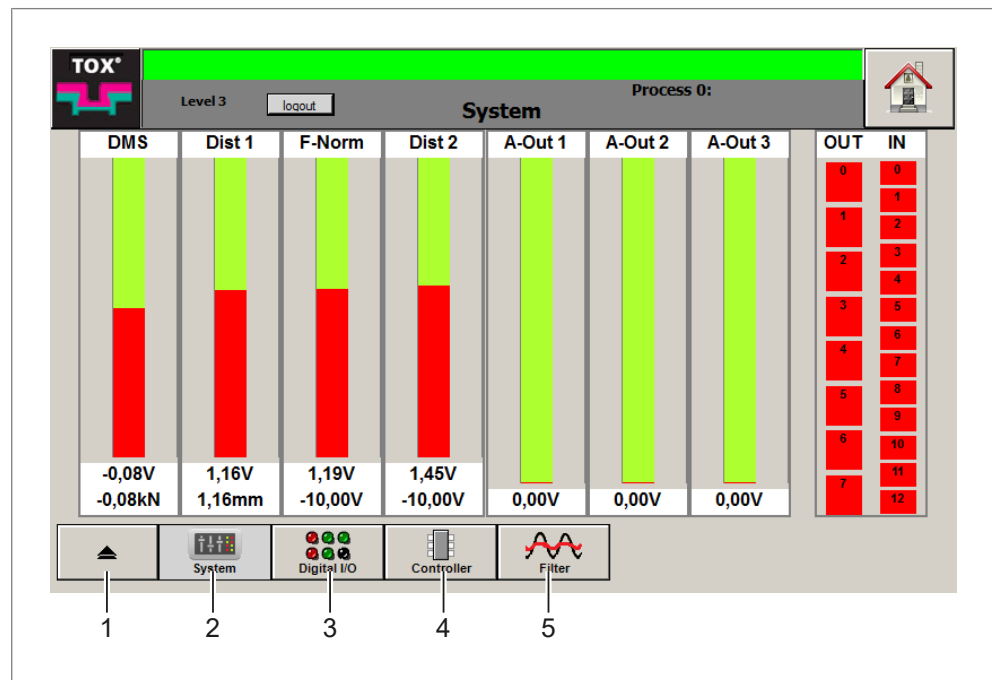 TOX®
Level 3 logout System Process 0:
DMS Dist 1 F-Norm Dist 2 A-Out 1 A-Out 2 A-Out 3 OUT IN
0 0
1
1 2
2 3
4
3 5
6
4 7
5 8
9
6 10
11
7 12
-0,08V 1,16V 1,19V 1,45V
-0,08kN 1,16mm -10,00V -10,00V 0,00V 0,00V 0,00V
System Digital I/O Controller Filter
1 2 3 4 5